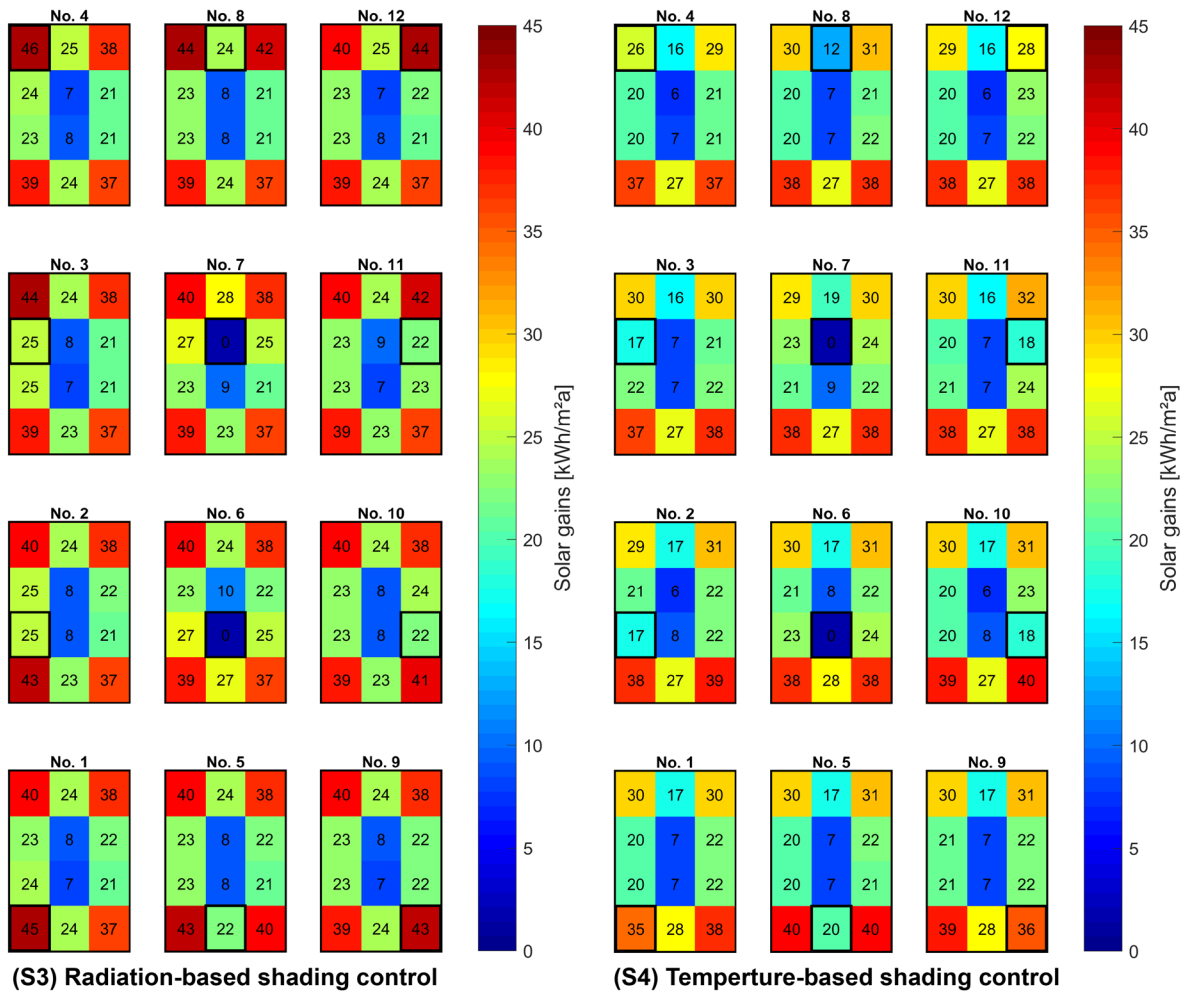 No. 4 No. 8 No. 12
46 25 38 44 24 42 40 25 44
24 7 21 23 8 21 23 7 22
23 8 21 23 8 21 23 8 21
39 24 37 39 24 37 39 24 37
No. 3 No. 7 No. 11
44 24 38 40 28 38 40 24 42
25 8 21 27 0 25 23 9 22
25 7 21 23 9 21 23 7 23
39 23 37 39 23 37 39 23 37
No. 2 No. 6 No. 10
40 24 38 40 24 38 40 24 38
25 8 22 23 10 22 23 8 24
25 8 21 27 0 25 23 8 22
43 23 37 39 27 37 39 23 41
No. 1 No. 5 No. 9
40 24 38 40 24 38 40 24 38
23 8 22 23 8 22 23 8 22
24 7 21 23 8 21 23 7 22
45 24 37 43 22 40 39 24 43
45
40
35
30
25
20
15
10
5
0
Solar gains [kWh/m²a]
(S3) Radiation-based shading control
No. 4 No. 8 No. 12
26 16 29 30 12 31 29 16 28
20 6 21 20 7 21 20 6 23
20 7 21 20 8 22 20 7 22
37 27 37 38 27 38 38 27 38
No. 3 No. 7 No. 11
30 16 30 29 19 30 30 16 32
17 7 21 23 0 24 20 7 18
22 7 22 21 9 22 21 7 24
37 27 38 38 27 38 38 27 38
No. 2 No. 6 No. 10
29 17 31 30 17 31 30 17 31
21 6 22 21 8 22 20 6 23
17 8 22 23 0 24 20 8 18
38 27 39 38 28 38 39 27 40
No. 1 No. 5 No. 9
30 17 30 30 17 31 30 17 31
20 7 22 20 7 22 21 7 22
20 7 22 20 7 21 21 7 22
35 28 38 40 20 40 39 28 36
45
40
35
30
25
20
15
10
5
0
Solar gains [kWh/m²a]
(S4) Temperture-based shading control